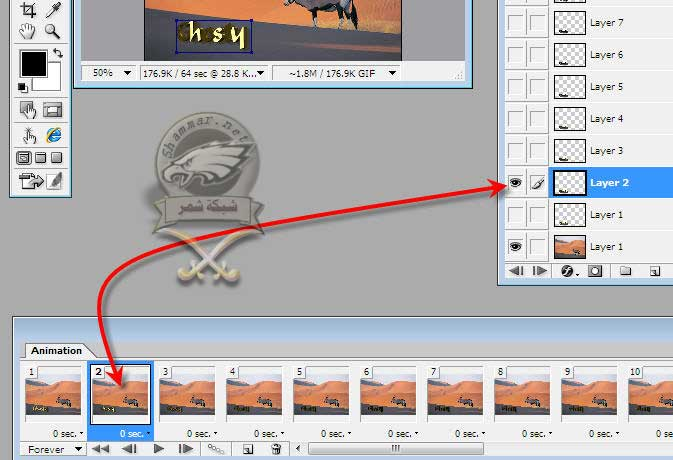 h s y
50%
176.9K / 64 sec @ 28.8 K...
~1.8M / 176.9K GIF
Layer 7
Layer 6
Layer 5
Layer 4
Layer 3
Layer 2
Layer 1
Layer 1
Shammar.net
شبكة شمر
Animation
1 2 3 4 5 6 7 8 9 10
0 sec. 0 sec. 0 sec. 0 sec. 0 sec. 0 sec. 0 sec. 0 sec. 0 sec. 0 sec.
Forever